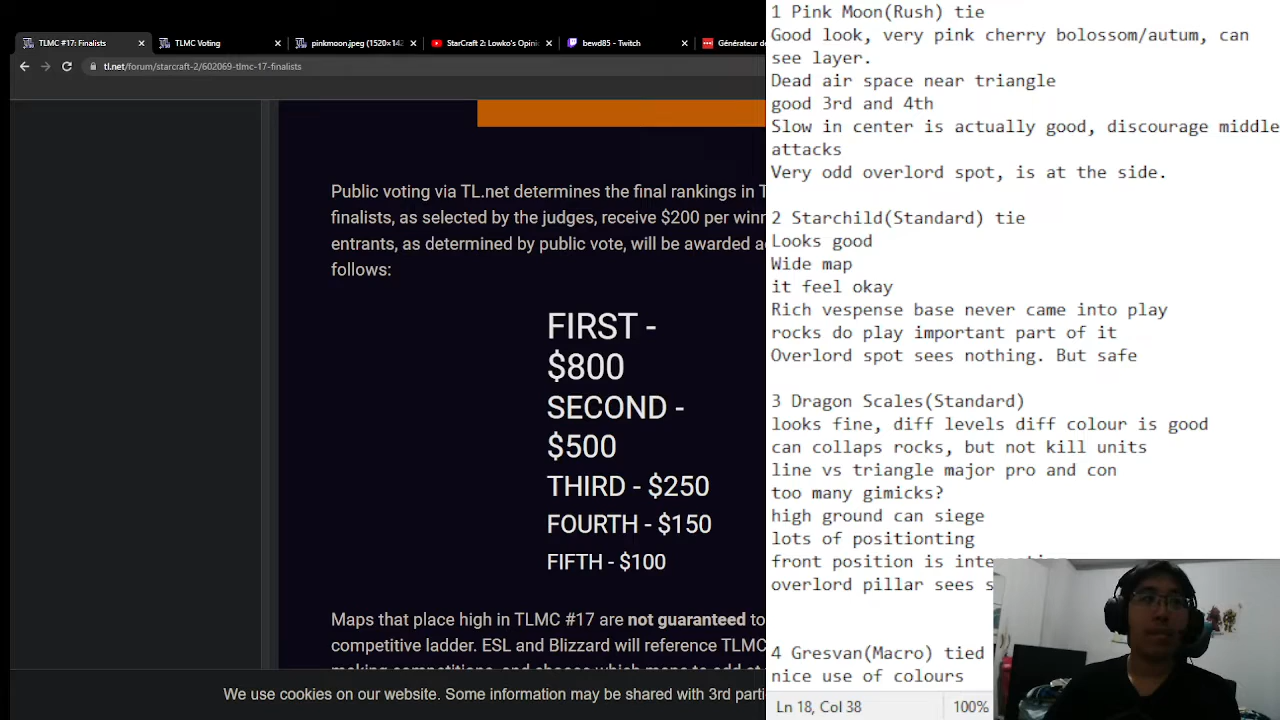 TLMC #17: Finalists
TLMC Voting
pinkmoon.jpeg (1520×142
StarCraft 2: Lowko's Opini
bewd85 - Twitch
Générateur de
tl.net/forum/starcraft-2/602069-tlmc-17-finalists
Public voting via TL.net determines the final rankings in T
finalists, as selected by the judges, receive $200 per winn
entrants, as determined by public vote, will be awarded a
follows:
FIRST -
$800
SECOND -
$500
THIRD - $250
FOURTH - $150
FIFTH - $100
Maps that place high in TLMC #17 are not guaranteed to
competitive ladder. ESL and Blizzard will reference TLMC
We use cookies on our website. Some information may be shared with 3rd parti
1 Pink Moon(Rush) tie
Good look, very pink cherry bolossom/autum, can
see layer.
Dead air space near triangle
good 3rd and 4th
Slow in center is actually good, discourage middle
attacks
Very odd overlord spot, is at the side.
2 Starchild(Standard) tie
Looks good
Wide map
it feel okay
Rich vespense base never came into play
rocks do play important part of it
Overlord spot sees nothing. But safe
3 Dragon Scales(Standard)
looks fine, diff levels diff colour is good
can collaps rocks, but not kill units
line vs triangle major pro and con
too many gimicks?
high ground can siege
lots of positionting
front position is
overlord pillar sees
4 Gresvan(Macro) tied
nice use of colours
Ln 18, Col 38
100%